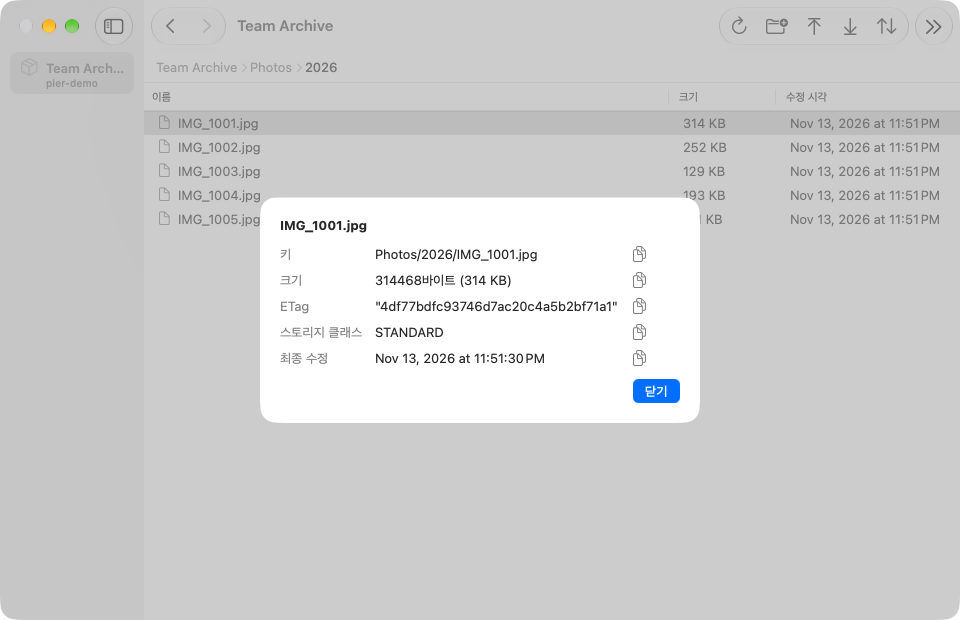 Team Archive
Team Arch...
pier-demo
Team Archive Photos 2026
이름 크기 수정 시각
IMG_1001.jpg 314 KB Nov 13, 2026 at 11:51 PM
IMG_1002.jpg 252 KB Nov 13, 2026 at 11:51 PM
IMG_1003.jpg 129 KB Nov 13, 2026 at 11:51 PM
IMG_1004.jpg 193 KB Nov 13, 2026 at 11:51 PM
IMG_1005.jpg KB Nov 13, 2026 at 11:51 PM
IMG_1001.jpg
키 Photos/2026/IMG_1001.jpg
크기 314468바이트 (314 KB)
ETag "4df77bdfc93746d7ac20c4a5b2bf71a1"
스토리지 클래스 STANDARD
최종 수정 Nov 13, 2026 at 11:51:30 PM
닫기